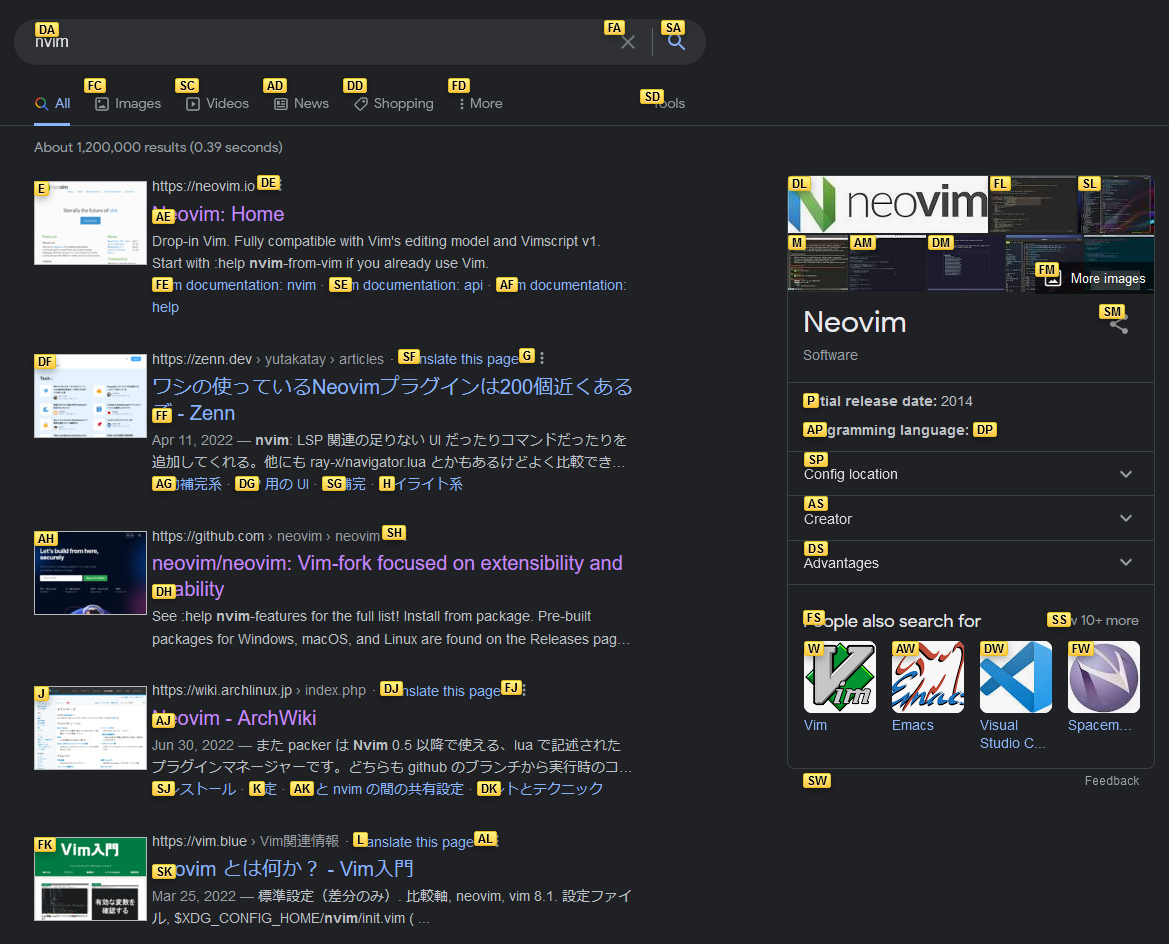 DA
nvim
FA
SA
FC
SC
AD
DD
FD
SD
All
Images
Videos
News
Shopping
More
ools
About 1,200,000 results (0.39 seconds)
E
https://neovim.io DE
AE
eovim: Home
Drop-in Vim. Fully compatible with Vim's editing model and Vimscript v1.
Start with :help nvim-from-vim if you already use Vim.
FE m documentation: nvim · SE m documentation: api · AF m documentation:
help
DF
https://zenn.dev › yutakatay › articles · SF nslate this page G
ワシの使っているNeovimプラグインは200個近くある
FF - Zenn
Apr 11, 2022 — nvim: LSP 関連の足りない UI だったりコマンドだったりを
追加してくれる。他にも ray-x/navigator.lua とかもあるけどよく比較でき…
AG 補完系 · DG 用の UI · SG 補完 · H イライト系
AH
Let's build from here,
securely
https://github.com › neovim › neovim SH
neovim/neovim: Vim-fork focused on extensibility and
DH ability
See :help nvim-features for the full list! Install from package. Pre-built
packages for Windows, macOS, and Linux are found on the Releases pag…
J
https://wiki.archlinux.jp › index.php · DJ nslate this page FJ
AJ ovim - ArchWiki
Jun 30, 2022 — また packer は Nvim 0.5 以降で使える、lua で記述された
プラグインマネージャーです。どちらも github のブランチから実行時のコ…
SJ ストール · K 定 · AK と nvim の間の共有設定 · DK トとテクニック
FK
Vim入門
有効な変数を
確認する
https://vim.blue › Vim関連情報 · L anslate this page AL
SK ovim とは何か？ - Vim入門
Mar 25, 2022 — 標準設定（差分のみ）. 比較軸, neovim, vim 8.1. 設定ファイ
ル, $XDG_CONFIG_HOME/nvim/init.vim ( ...
DL
neovim
FL
SL
M
AM
DM
FM
More images
Neovim
SM
Software
P tial release date: 2014
AP gramming language: DP
SP
Config location
AS
Creator
DS
Advantages
FS ople also search for
SS 10+ more
W
AW
DW
FW
Vim
Emacs
Visual
Studio C...
Spacem...
SW
Feedback